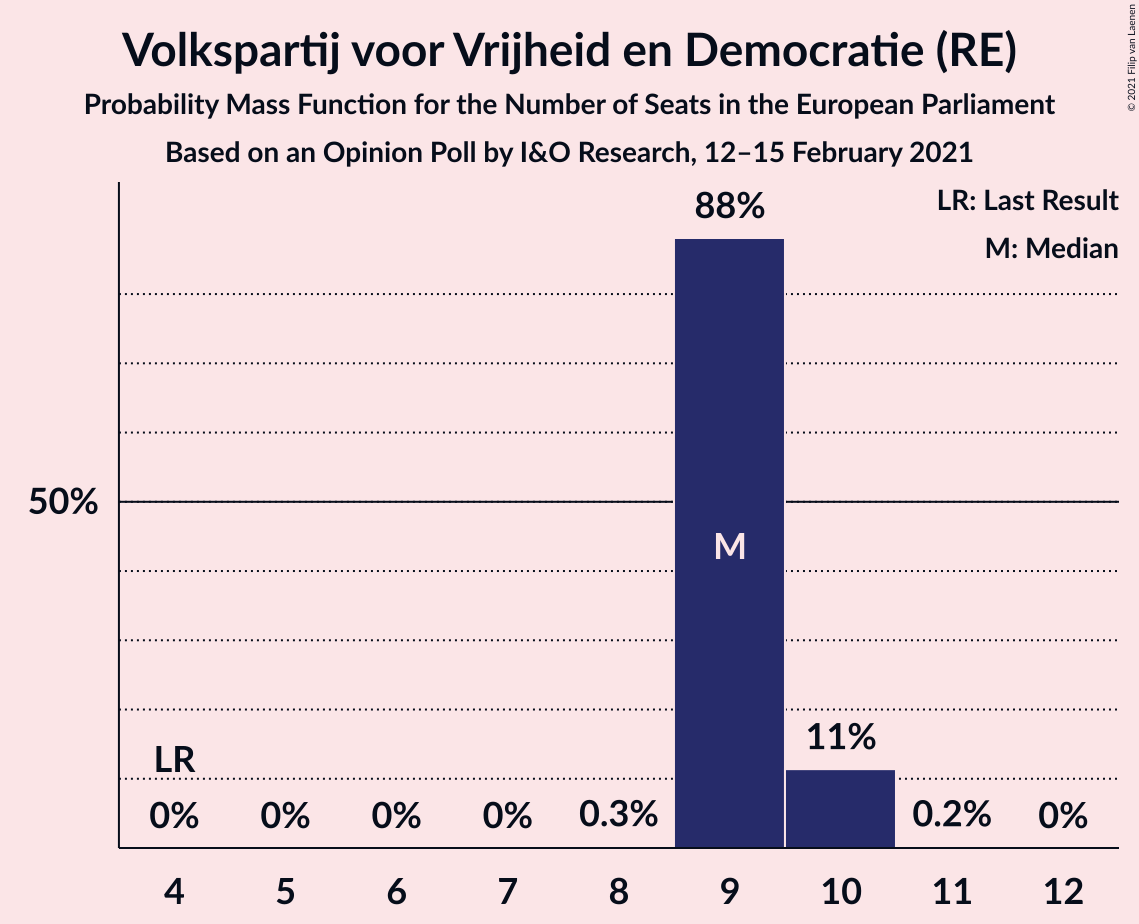 Volkspartij voor Vrijheid en Democratie (RE)
Probability Mass Function for the Number of Seats in the European Parliament
Based on an Opinion Poll by I&O Research, 12–15 February 2021
© 2021 Filip van Laenen
LR: Last Result
M: Median
88%
50%
M
11%
LR
0%
0%
0%
0%
0.3%
0.2%
0%
4 5 6 7 8 9 10 11 12